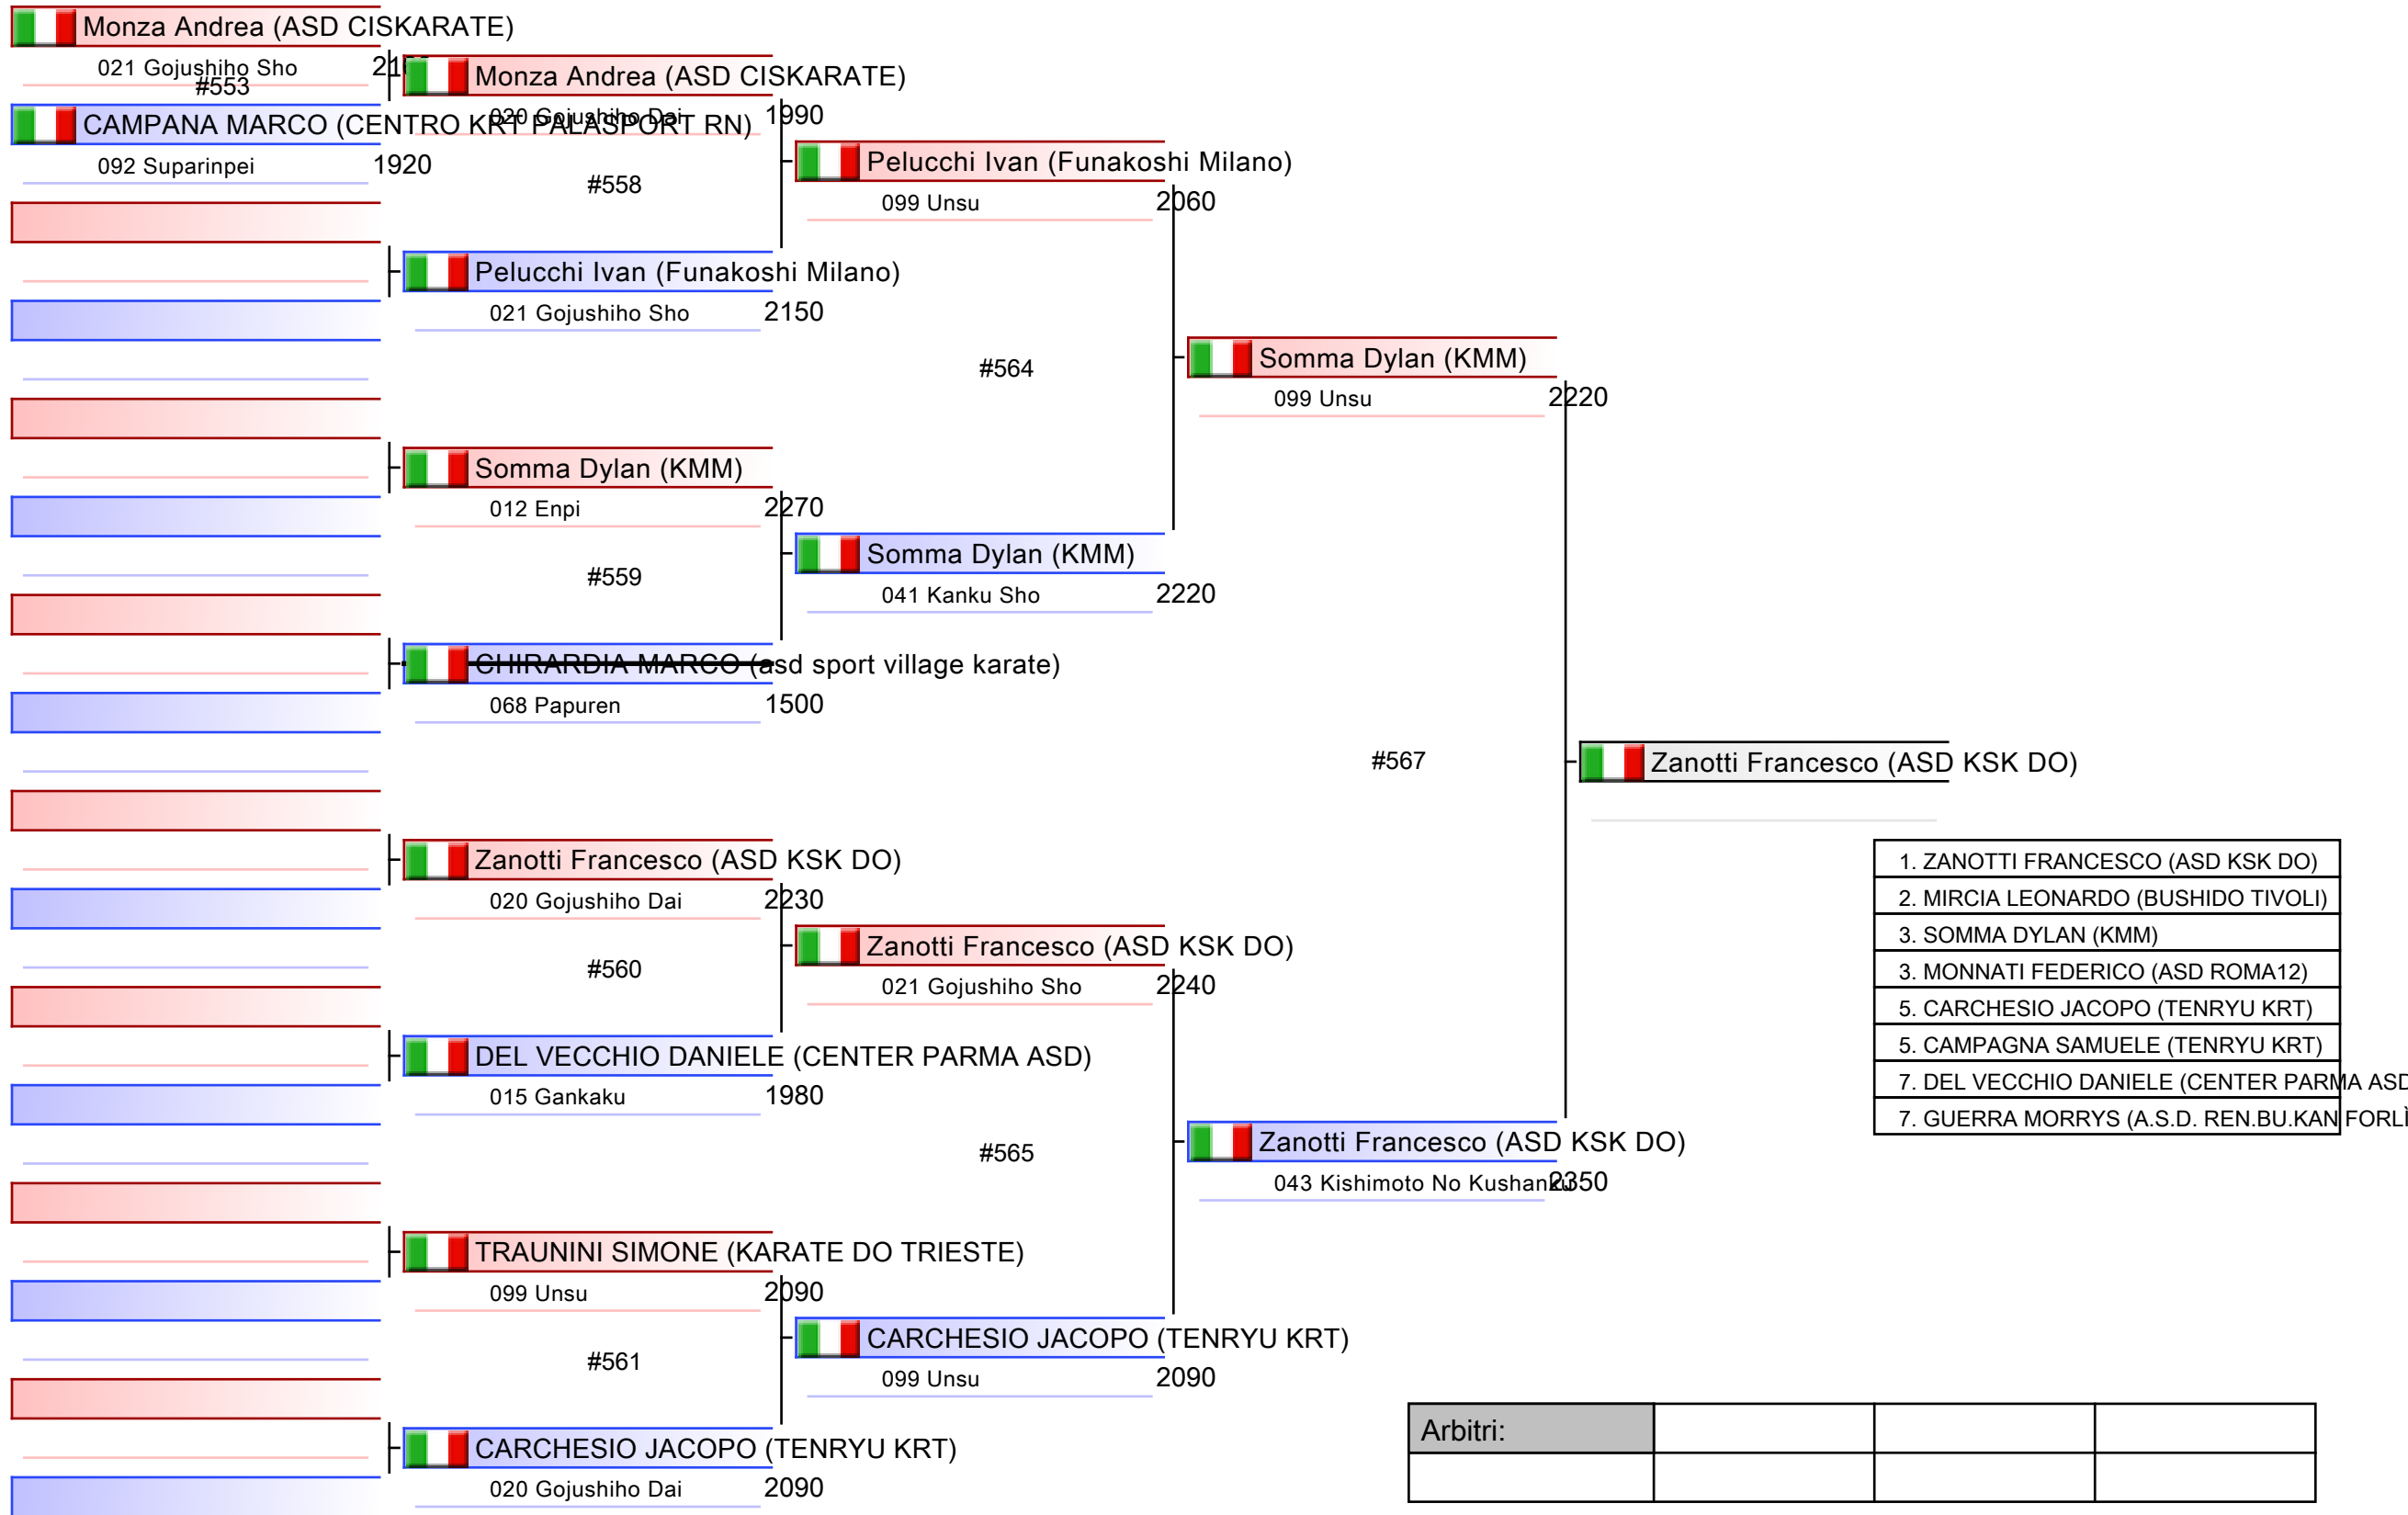 Monza Andrea (ASD CISKARATE)
021 Gojushiho Sho
#553
CAMPANA MARCO (CENTRO KRT PALASPORT RN)
092 Suparinpei 1920
Monza Andrea (ASD CISKARATE)
020 Gojushiho Dai 1990
#558
Pelucchi Ivan (Funakoshi Milano)
021 Gojushiho Sho 2150
Somma Dylan (KMM)
012 Enpi 2270
#559
CHIRARDIA MARCO (asd sport village karate)
068 Papuren 1500
Zanotti Francesco (ASD KSK DO)
020 Gojushiho Dai 2230
#560
DEL VECCHIO DANIELE (CENTER PARMA ASD)
015 Gankaku 1980
TRAUNINI SIMONE (KARATE DO TRIESTE)
099 Unsu 2090
#561
CARCHESIO JACOPO (TENRYU KRT)
020 Gojushiho Dai 2090
Pelucchi Ivan (Funakoshi Milano)
099 Unsu 2060
#564
Somma Dylan (KMM)
041 Kanku Sho 2220
Zanotti Francesco (ASD KSK DO)
021 Gojushiho Sho 2240
#565
CARCHESIO JACOPO (TENRYU KRT)
099 Unsu 2090
Somma Dylan (KMM)
099 Unsu 2220
#567
Zanotti Francesco (ASD KSK DO)
043 Kishimoto No Kushanku 2350
Zanotti Francesco (ASD KSK DO)
1. ZANOTTI FRANCESCO (ASD KSK DO)
2. MIRCIA LEONARDO (BUSHIDO TIVOLI)
3. SOMMA DYLAN (KMM)
3. MONNATI FEDERICO (ASD ROMA12)
5. CARCHESIO JACOPO (TENRYU KRT)
5. CAMPAGNA SAMUELE (TENRYU KRT)
7. DEL VECCHIO DANIELE (CENTER PARMA ASD
7. GUERRA MORRYS (A.S.D. REN.BU.KAN FORLÌ
Arbitri: